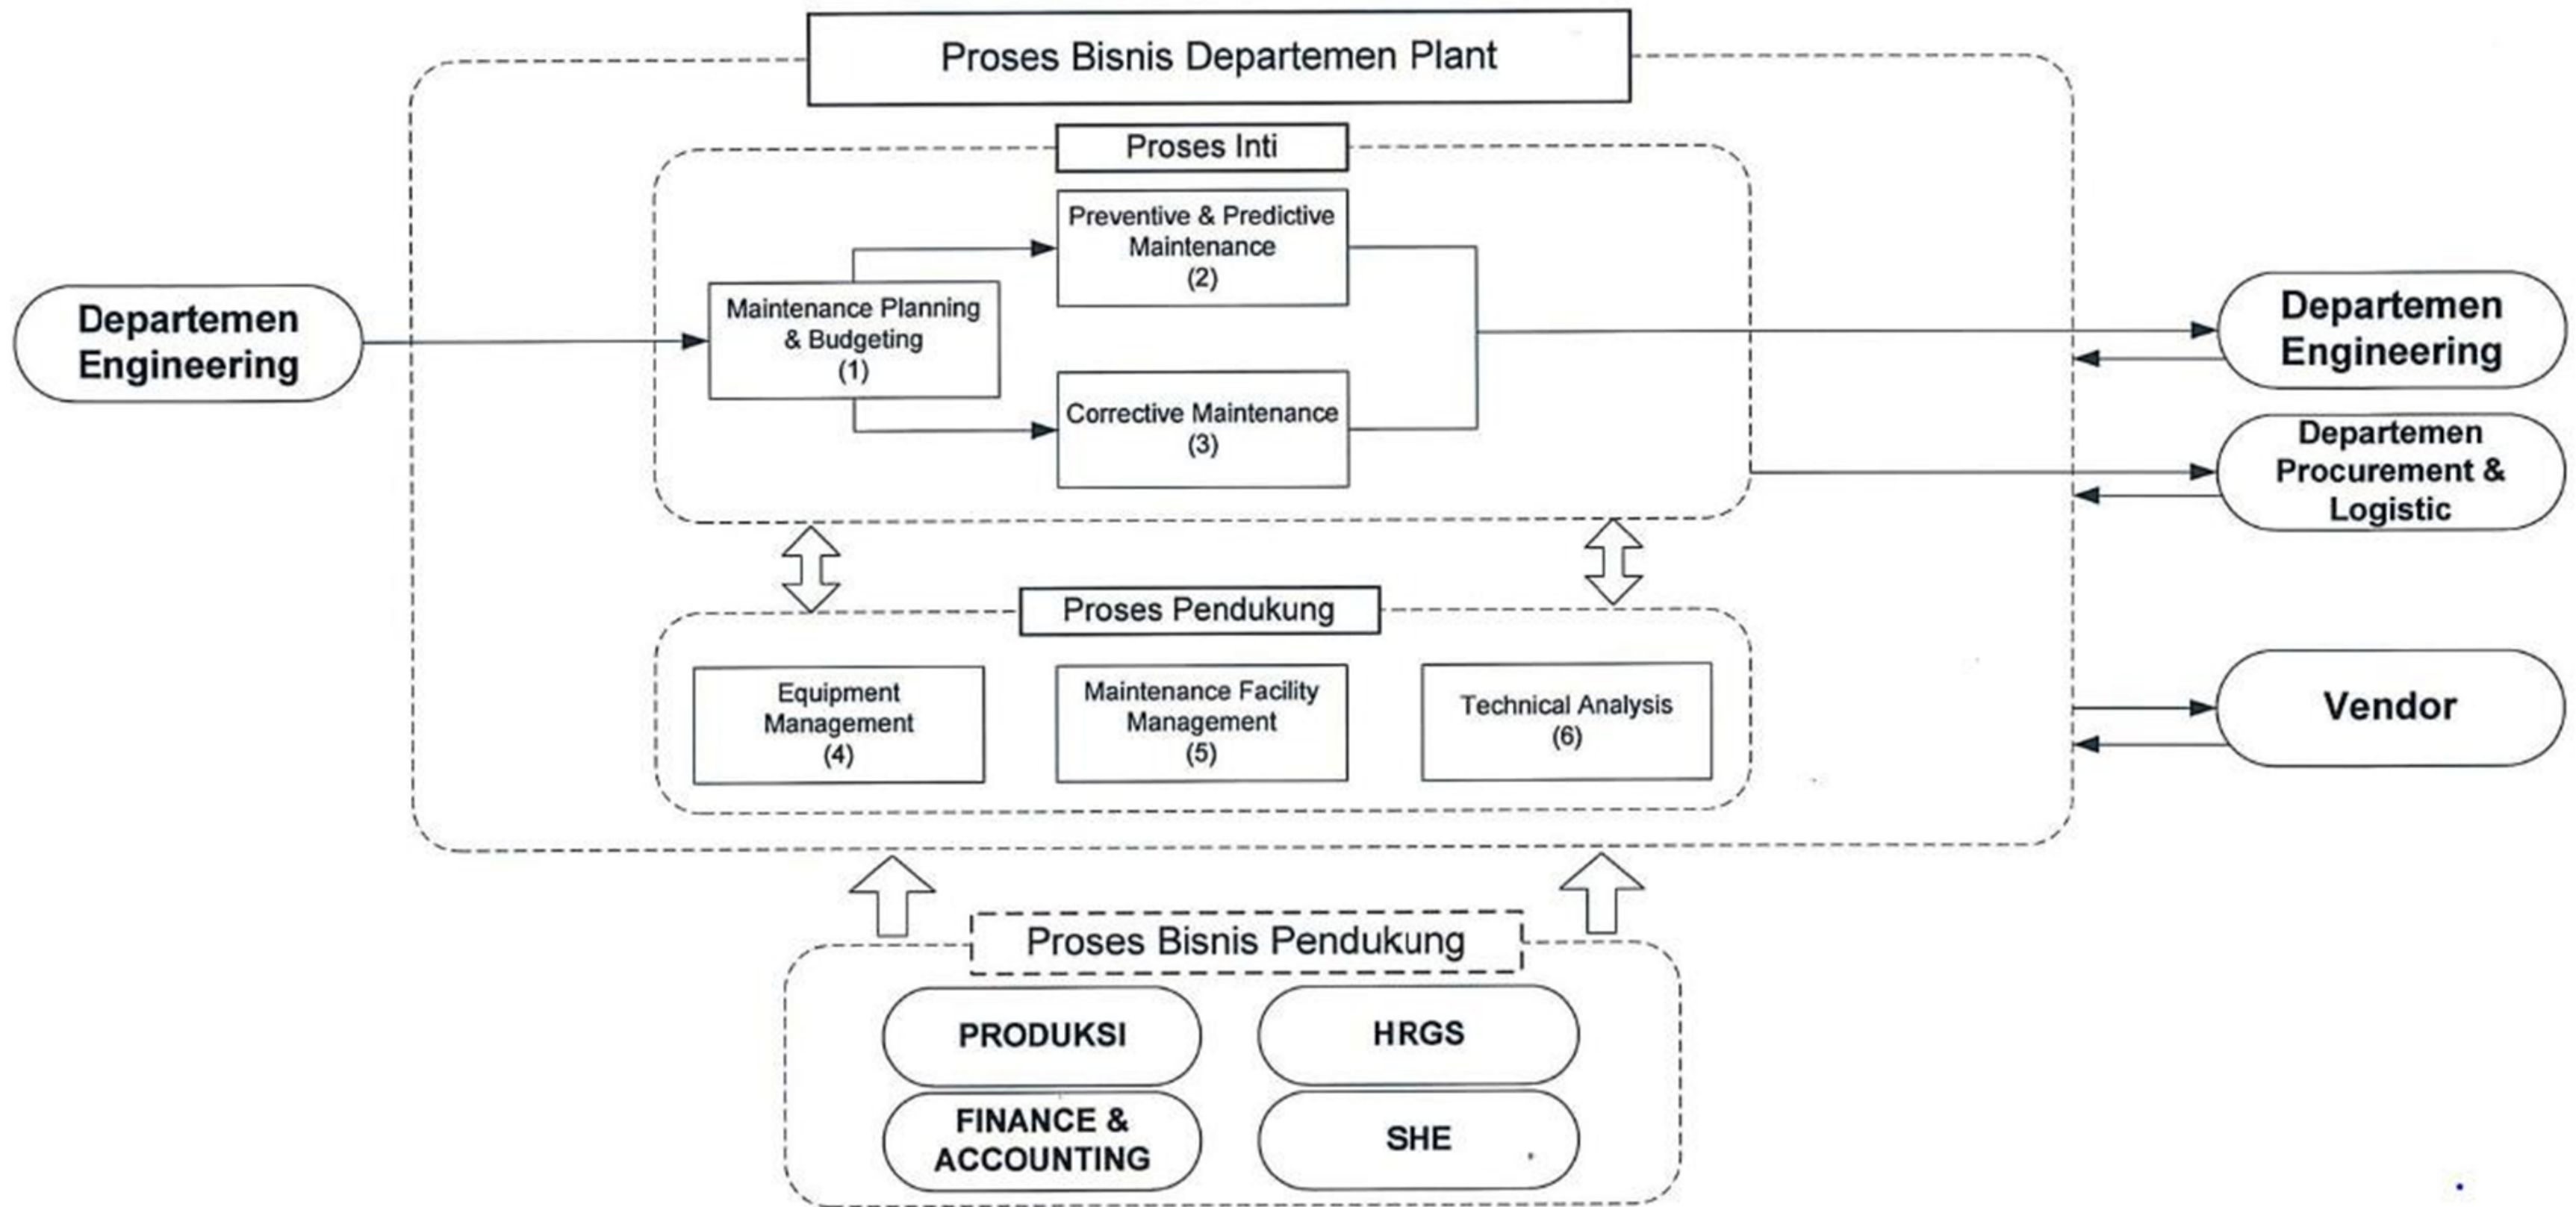 Proses Bisnis Departemen Plant
Proses Inti
Preventive & Predictive
Maintenance
(2)
Maintenance Planning
& Budgeting
(1)
Corrective Maintenance
(3)
Departemen
Engineering
Departemen
Engineering
Departemen
Procurement &
Logistic
Proses Pendukung
Equipment
Management
(4)
Maintenance Facility
Management
(5)
Technical Analysis
(6)
Vendor
Proses Bisnis Pendukung
PRODUKSI
HRGS
FINANCE &
ACCOUNTING
SHE